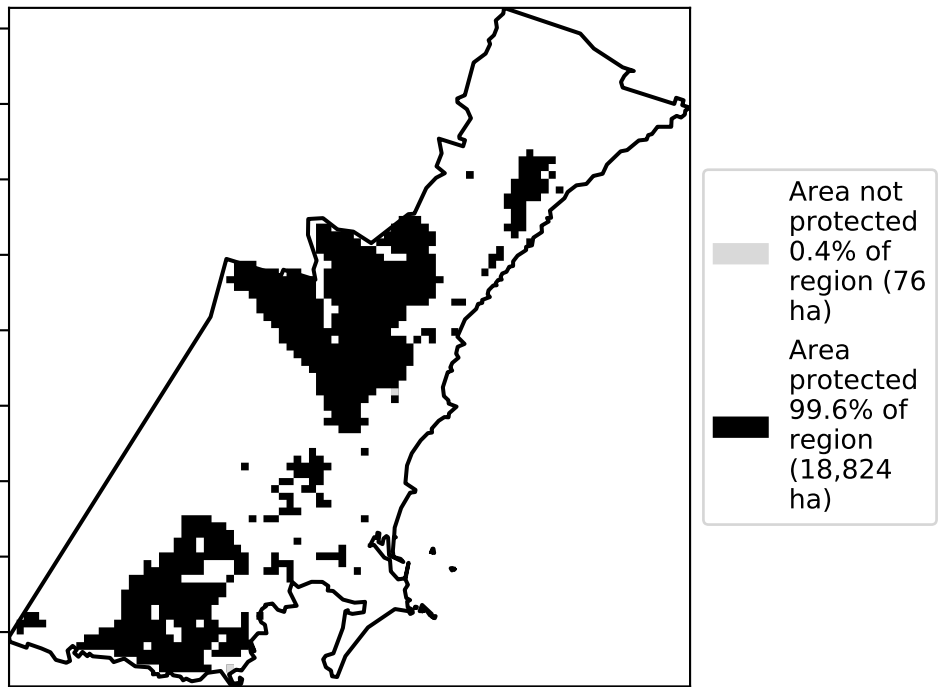 Area not
protected
0.4% of
region (76
ha)
Area
protected
99.6% of
region
(18,824
ha)